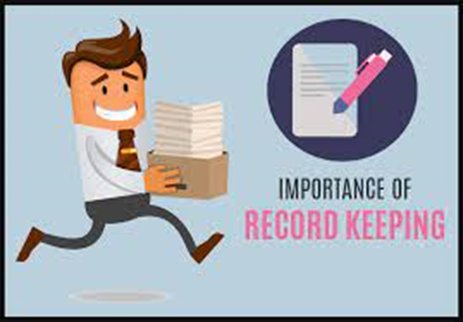 IMPORTANCE OF
RECORD KEEPING